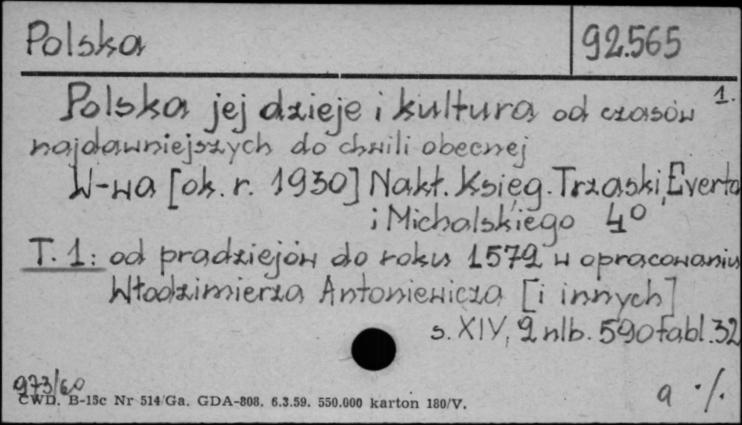 Polska 92.565
Polska jej dzieje i kultura od czasów 1.
najdawniejszych do chwili obecnej
W-wa [ok. r. 1930] Nakł. Księg. Trzaski, Everta
i Michalskiego 4°
T. 1: od pradziejów do roku 1572 w opracowaniu
Włodzimierza Antoniewicza [i innych]
s. XIV, 2 nlb. 590 tabl. 32
973/60
CWD. B-13c Nr 514/Ga. GDA-808. 6.3.59. 550.000 karton 180/V.
a ·/.